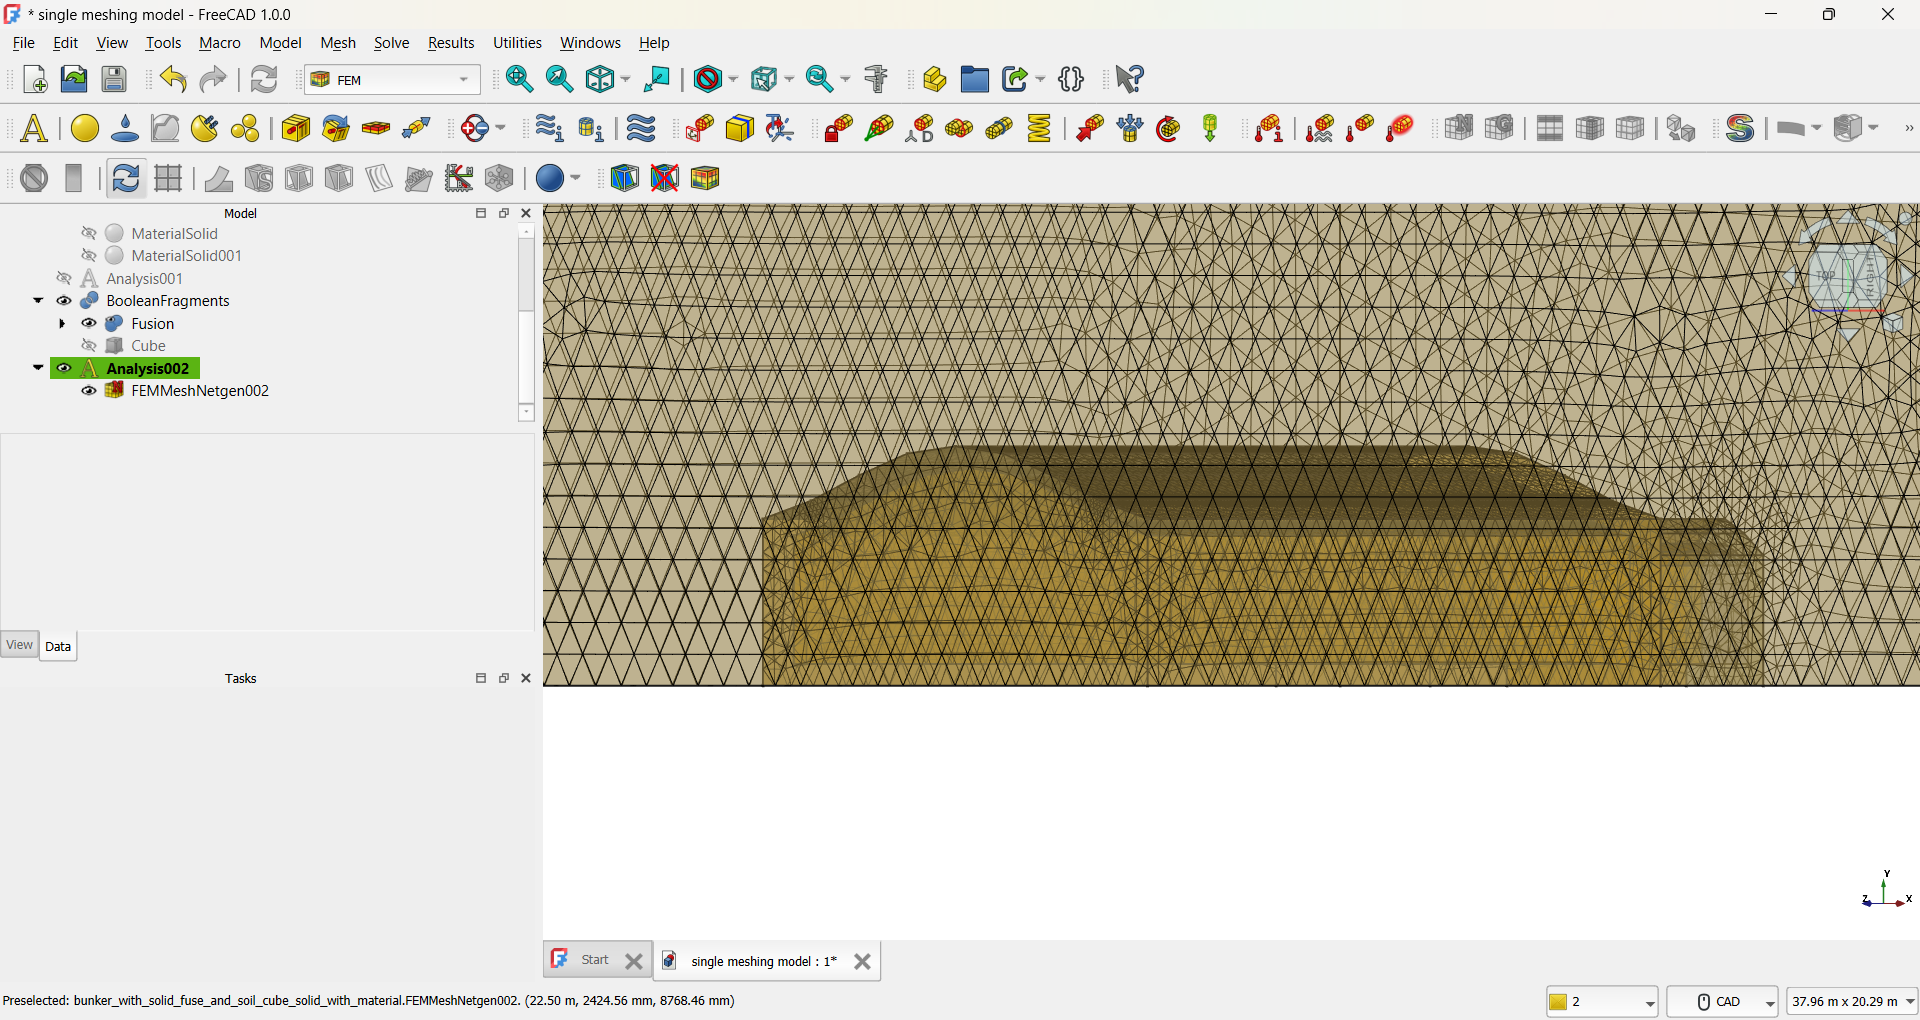 * single meshing model - FreeCAD 1.0.0
File Edit View Tools Macro Model Mesh Solve Results Utilities Windows Help
FEM
Model
MaterialSolid
MaterialSolid001
Analysis001
BooleanFragments
Fusion
Cube
Analysis002
FEMMeshNetgen002
View Data
Tasks
TOP RIGHT
Y
Z X
Start single meshing model : 1*
Preselected: bunker_with_solid_fuse_and_soil_cube_solid_with_material.FEMMeshNetgen002. (22.50 m, 2424.56 mm, 8768.46 mm)
2 CAD 37.96 m x 20.29 m